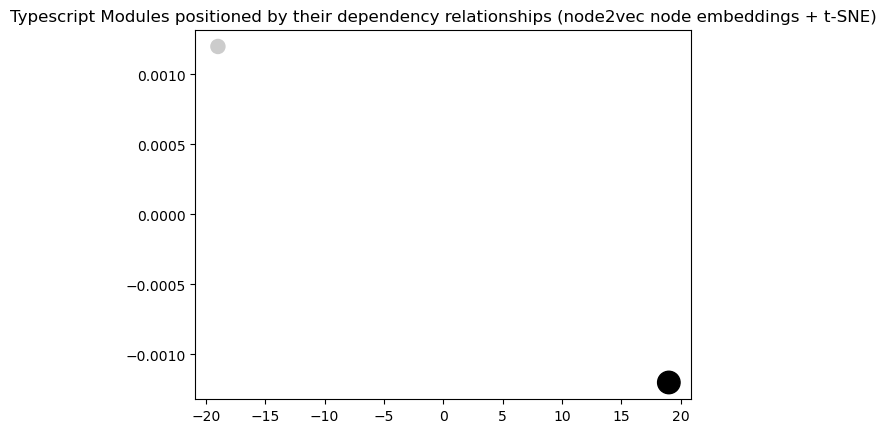 Typescript Modules positioned by their dependency relationships (node2vec node embeddings + t-SNE)
0.0010
0.0005
0.0000
−0.0005
−0.0010
−20 −15 −10 −5 0 5 10 15 20